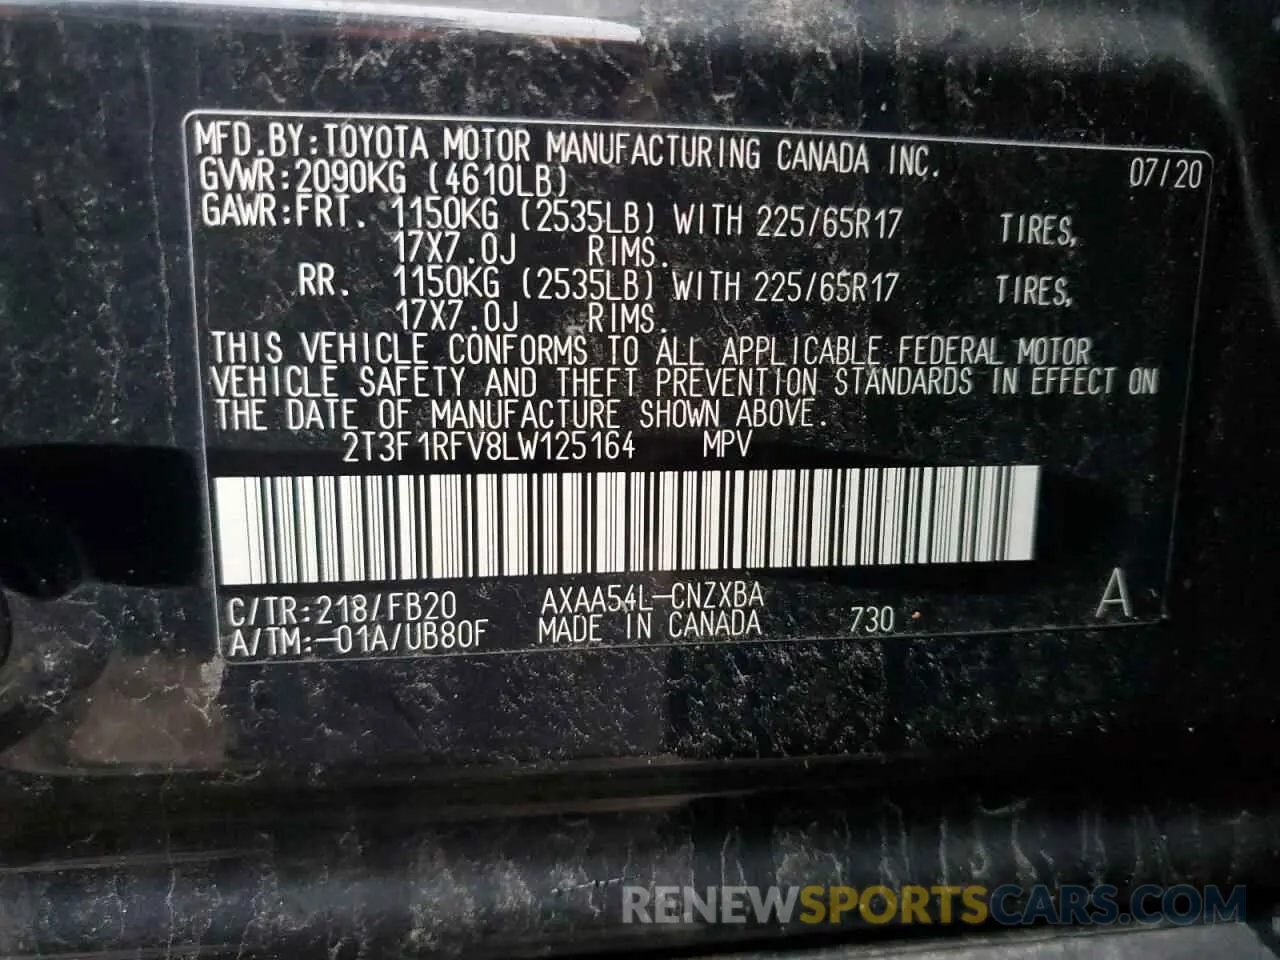 MFD.BY:TOYOTA MOTOR MANUFACTURING CANADA INC. 07/20
GVWR:2090KG (4610LB)
GAWR:FRT. 1150KG (2535LB) WITH 225/65R17 TIRES,
17X7.0J RIMS.
RR. 1150KG (2535LB) WITH 225/65R17 TIRES,
17X7.0J RIMS.
THIS VEHICLE CONFORMS TO ALL APPLICABLE FEDERAL MOTOR
VEHICLE SAFETY AND THEFT PREVENTION STANDARDS IN EFFECT ON
THE DATE OF MANUFACTURE SHOWN ABOVE.
2T3F1RFV8LW125164 MPV
C/TR:218/FB20 AXAA54L-CNZXBA A
A/TM:-01A/UB80F MADE IN CANADA 730
RENEWSPORTSCARS.COM